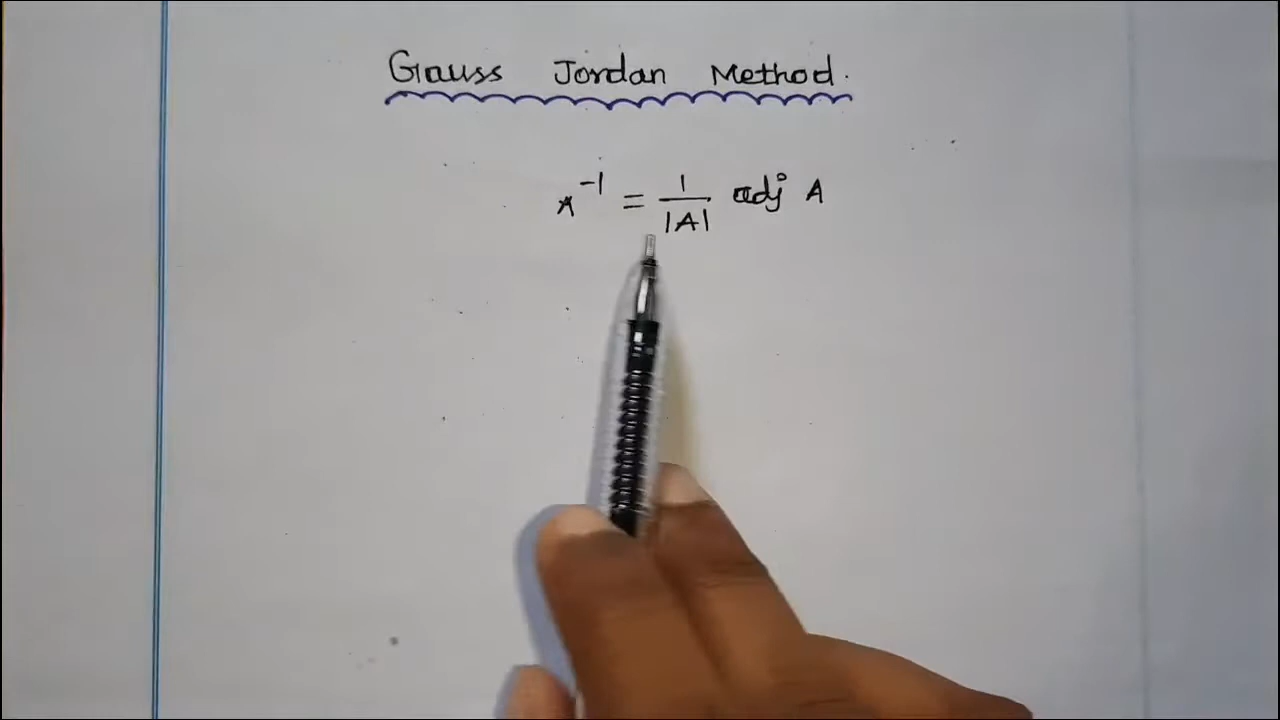 Gauss Jordan Method.
A⁻¹ = 1/|A| adj A